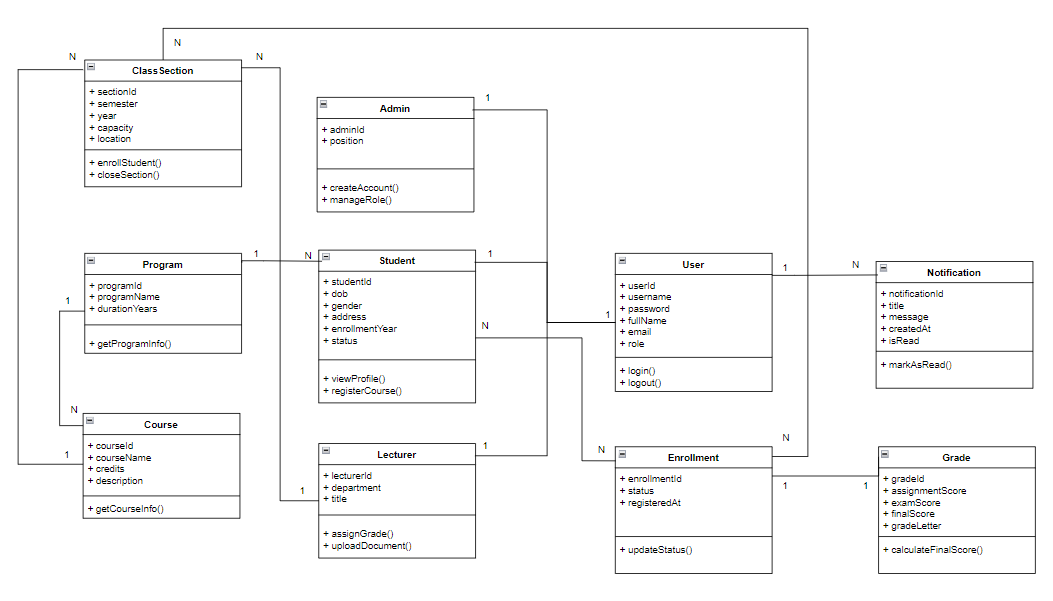 N
N
N
ClassSection
+ sectionId
+ semester
+ year
+ capacity
+ location
+ enrollStudent()
+ closeSection()
Admin
1
+ adminId
+ position
+ createAccount()
+ manageRole()
Program
1
+ programId
+ programName
+ durationYears
1
+ getProgramInfo()
N
Student
1
+ studentId
+ dob
+ gender
+ address
+ enrollmentYear
+ status
N
+ viewProfile()
+ registerCourse()
User
1
+ userId
+ username
+ password
+ fullName
+ email
+ role
1
+ login()
+ logout()
N
Notification
+ notificationId
+ title
+ message
+ createdAt
+ isRead
+ markAsRead()
N
Course
+ courseId
+ courseName
+ credits
+ description
1
+ getCourseInfo()
Lecturer
1
+ lecturerId
+ department
+ title
1
+ assignGrade()
+ uploadDocument()
N
Enrollment
N
+ enrollmentId
+ status
+ registeredAt
1
+ updateStatus()
1
Grade
+ gradeId
+ assignmentScore
+ examScore
+ finalScore
+ gradeLetter
+ calculateFinalScore()